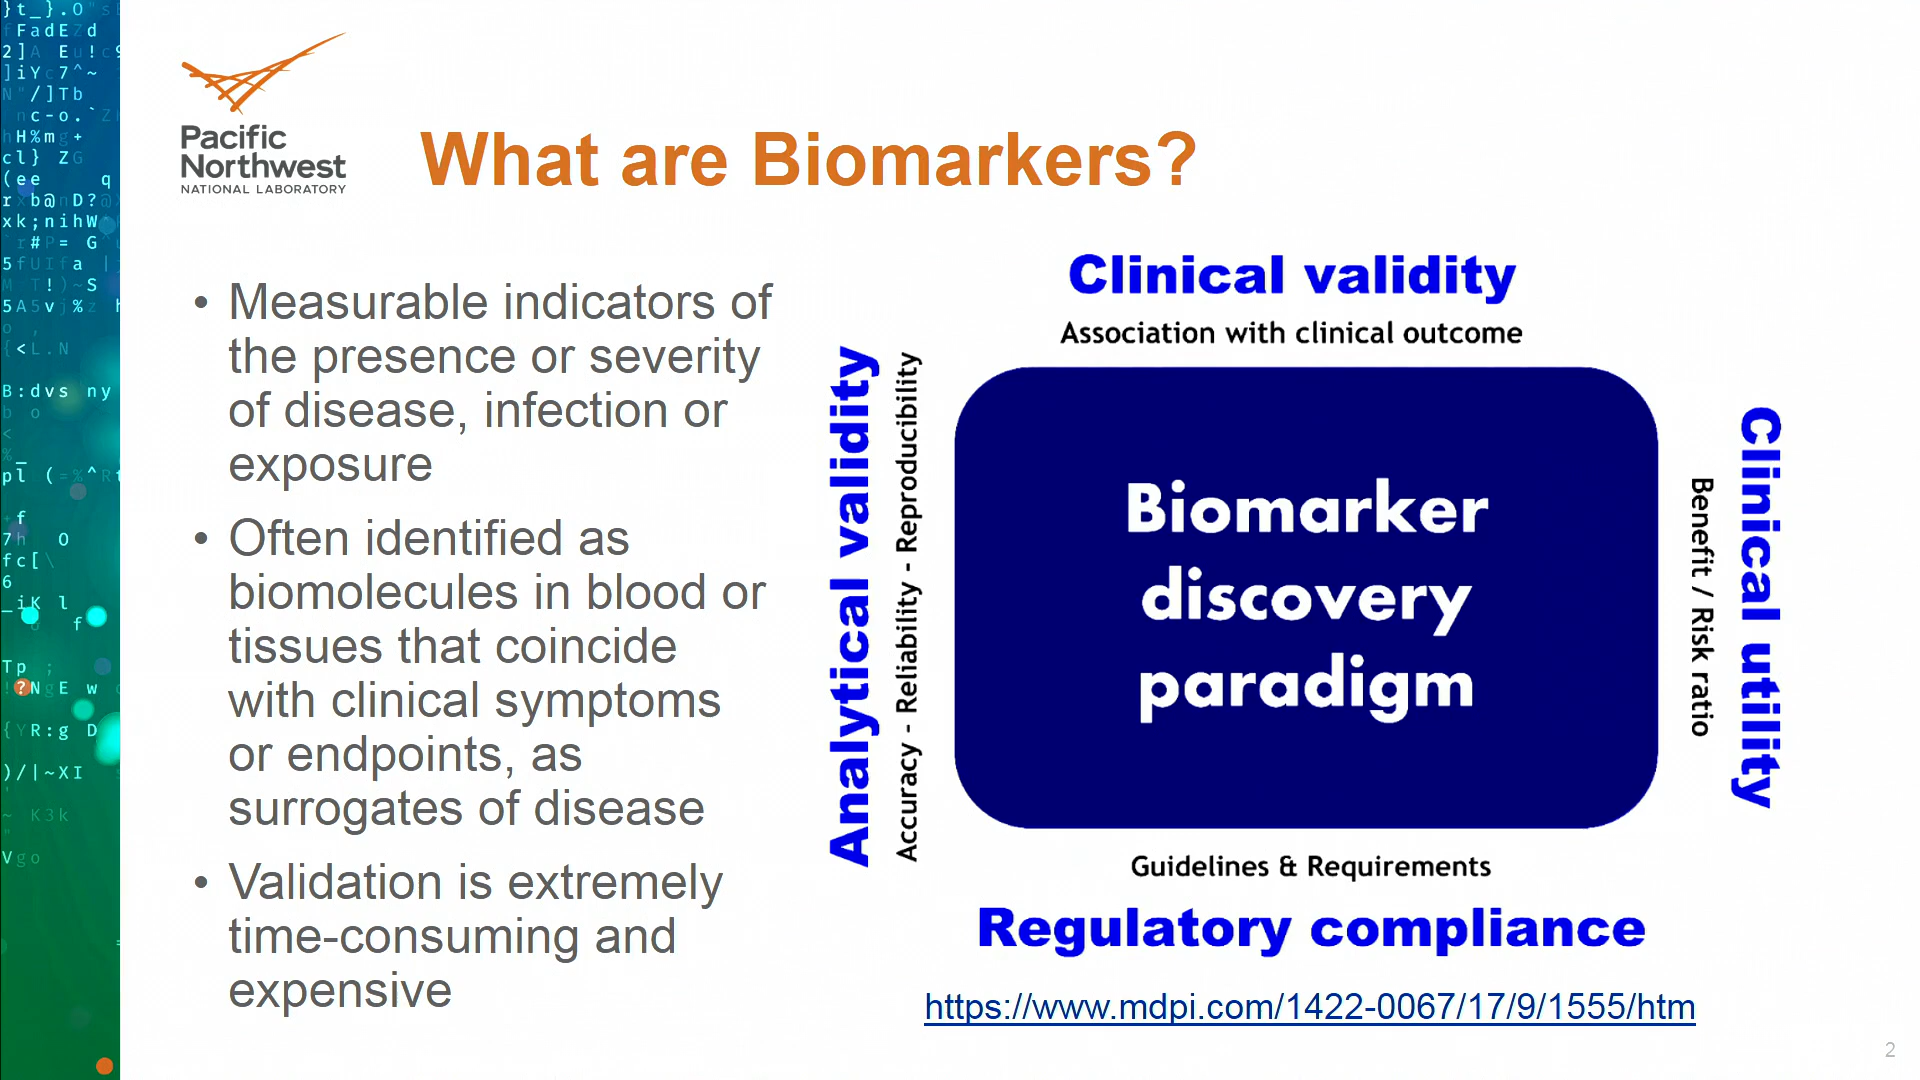 Pacific
Northwest
NATIONAL LABORATORY
What are Biomarkers?
• Measurable indicators of
the presence or severity
of disease, infection or
exposure
• Often identified as
biomolecules in blood or
tissues that coincide
with clinical symptoms
or endpoints, as
surrogates of disease
• Validation is extremely
time-consuming and
expensive
Clinical validity
Association with clinical outcome
Analytical validity
Accuracy - Reliability - Reproducibility
Biomarker
discovery
paradigm
Benefit / Risk ratio
Clinical utility
Guidelines & Requirements
Regulatory compliance
https://www.mdpi.com/1422-0067/17/9/1555/htm
2